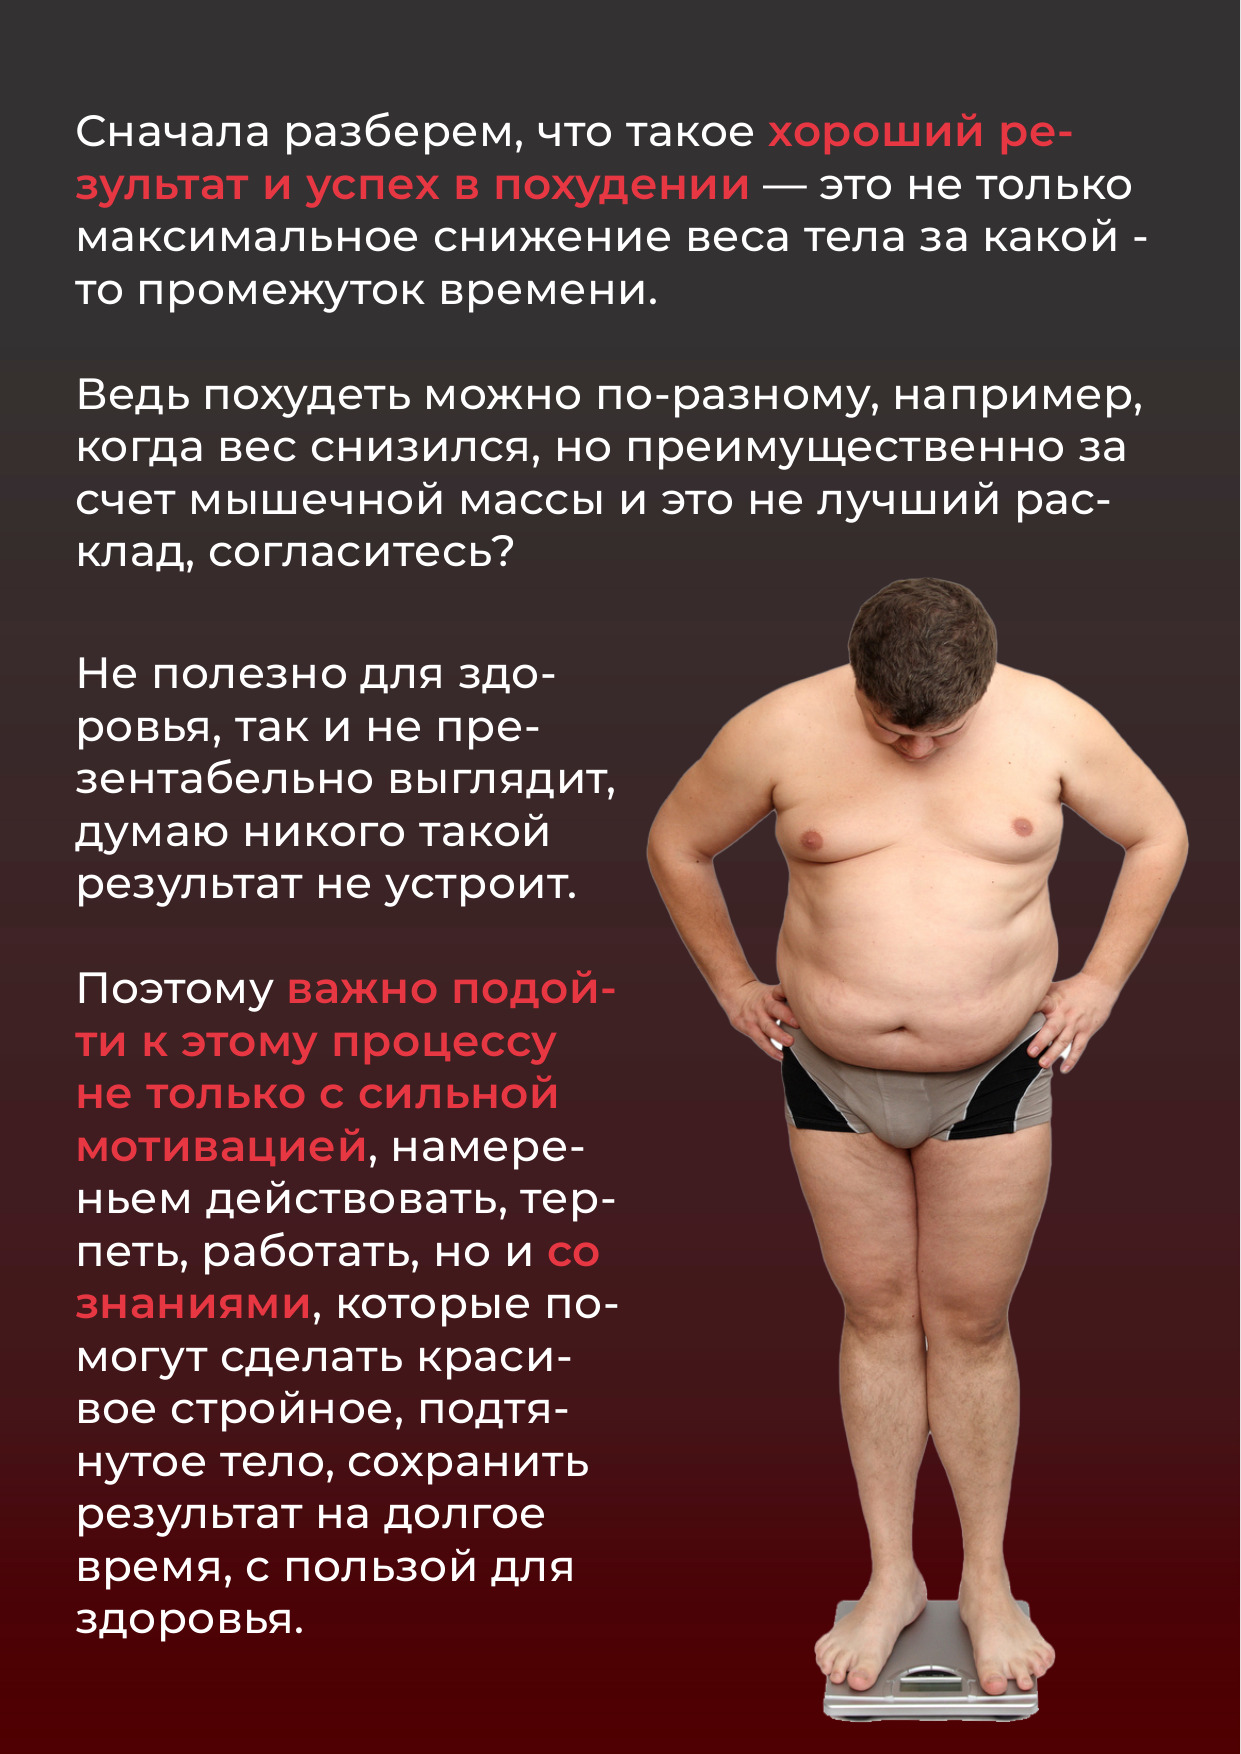 Сначала разберем, что такое хороший ре-
зультат и успех в похудении — это не только
максимальное снижение веса тела за какой -
то промежуток времени.
Ведь похудеть можно по-разному, например,
когда вес снизился, но преимущественно за
счет мышечной массы и это не лучший рас-
клад, согласитесь?
Не полезно для здо-
ровья, так и не пре-
зентабельно выглядит,
думаю никого такой
результат не устроит.
Поэтому важно подой-
ти к этому процессу
не только с сильной
мотивацией, намере-
ньем действовать, тер-
петь, работать, но и со
знаниями, которые по-
могут сделать краси-
вое стройное, подтя-
нутое тело, сохранить
результат на долгое
время, с пользой для
здоровья.